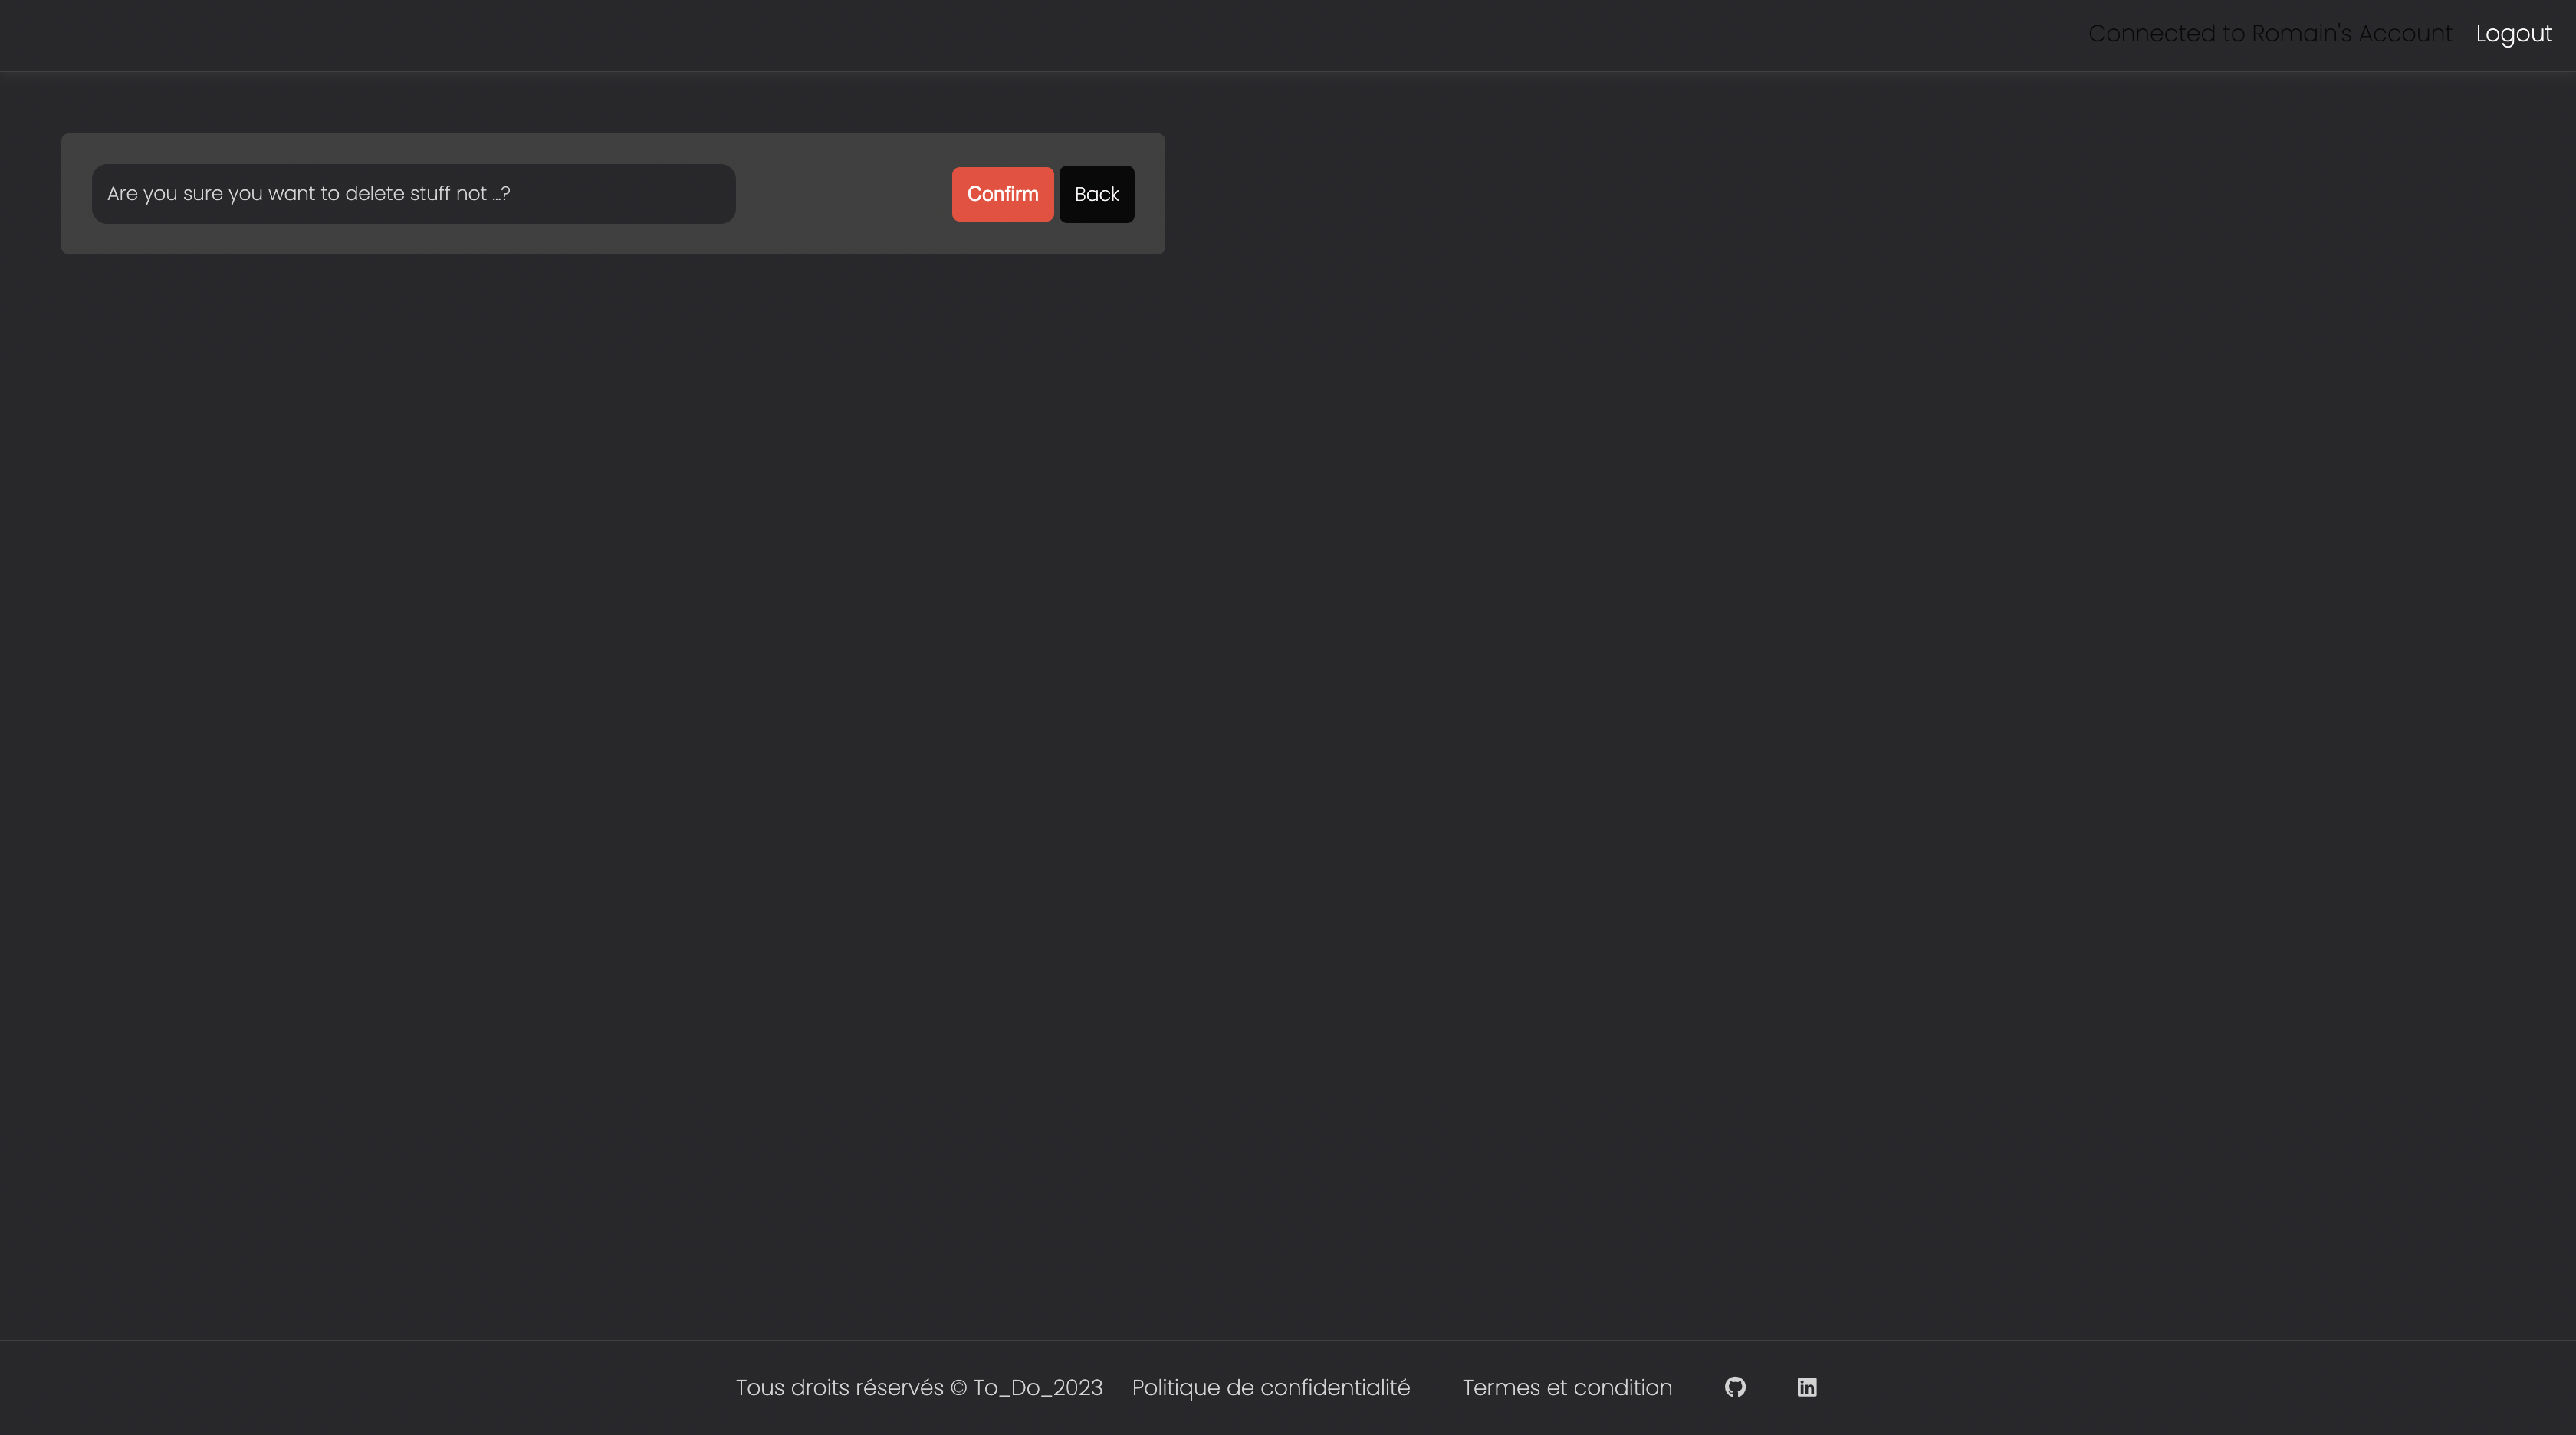 Connected to Romain's Account Logout
Are you sure you want to delete stuff not ...?
Confirm Back
Tous droits réservés © To_Do_2023 Politique de confidentialité Termes et condition